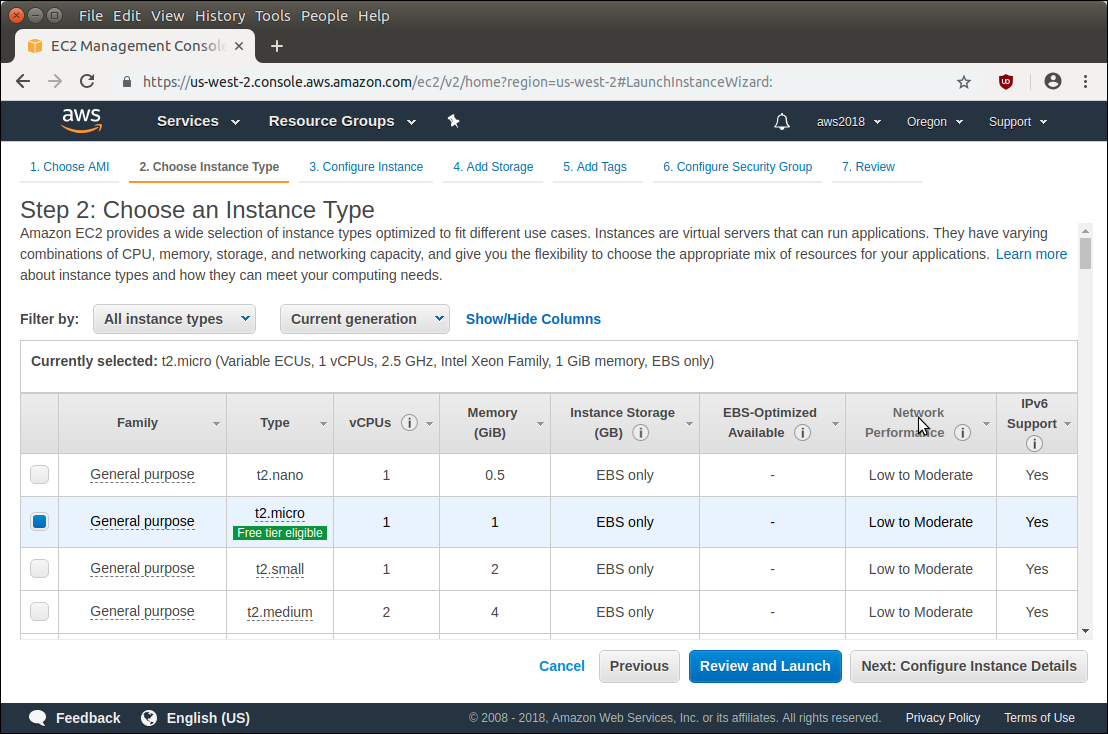 File Edit View History Tools People Help
EC2 Management Consol
https://us-west-2.console.aws.amazon.com/ec2/v2/home?region=us-west-2#LaunchInstanceWizard:
aws Services Resource Groups aws2018 Oregon Support
1. Choose AMI 2. Choose Instance Type 3. Configure Instance 4. Add Storage 5. Add Tags 6. Configure Security Group 7. Review
Step 2: Choose an Instance Type
Amazon EC2 provides a wide selection of instance types optimized to fit different use cases. Instances are virtual servers that can run applications. They have varying
combinations of CPU, memory, storage, and networking capacity, and give you the flexibility to choose the appropriate mix of resources for your applications. Learn more
about instance types and how they can meet your computing needs.
Filter by: All instance types Current generation Show/Hide Columns
Currently selected: t2.micro (Variable ECUs, 1 vCPUs, 2.5 GHz, Intel Xeon Family, 1 GiB memory, EBS only)
Family Type vCPUs Memory (GiB) Instance Storage (GB) EBS-Optimized Available Network Performance IPv6 Support
General purpose t2.nano 1 0.5 EBS only - Low to Moderate Yes
General purpose t2.micro 1 1 EBS only - Low to Moderate Yes
Free tier eligible
General purpose t2.small 1 2 EBS only - Low to Moderate Yes
General purpose t2.medium 2 4 EBS only - Low to Moderate Yes
Cancel Previous Review and Launch Next: Configure Instance Details
Feedback English (US) © 2008 - 2018, Amazon Web Services, Inc. or its affiliates. All rights reserved. Privacy Policy Terms of Use